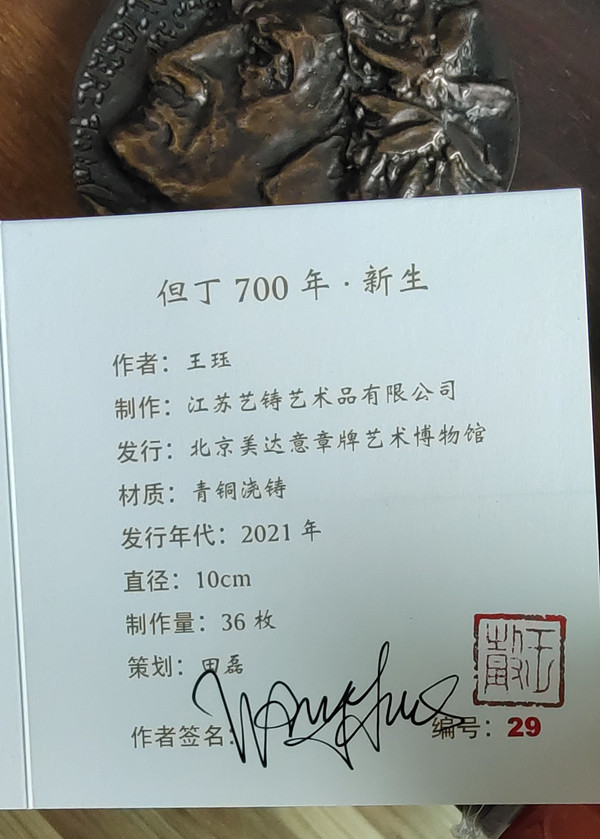 但丁 700 年·新生
作者：王珏
制作：江苏艺铸艺术品有限公司
发行：北京美达意章牌艺术博物馆
材质：青铜浇铸
发行年代：2021 年
直径：10cm
制作量：36 枚
策划：田磊
作者签名：
编号：29